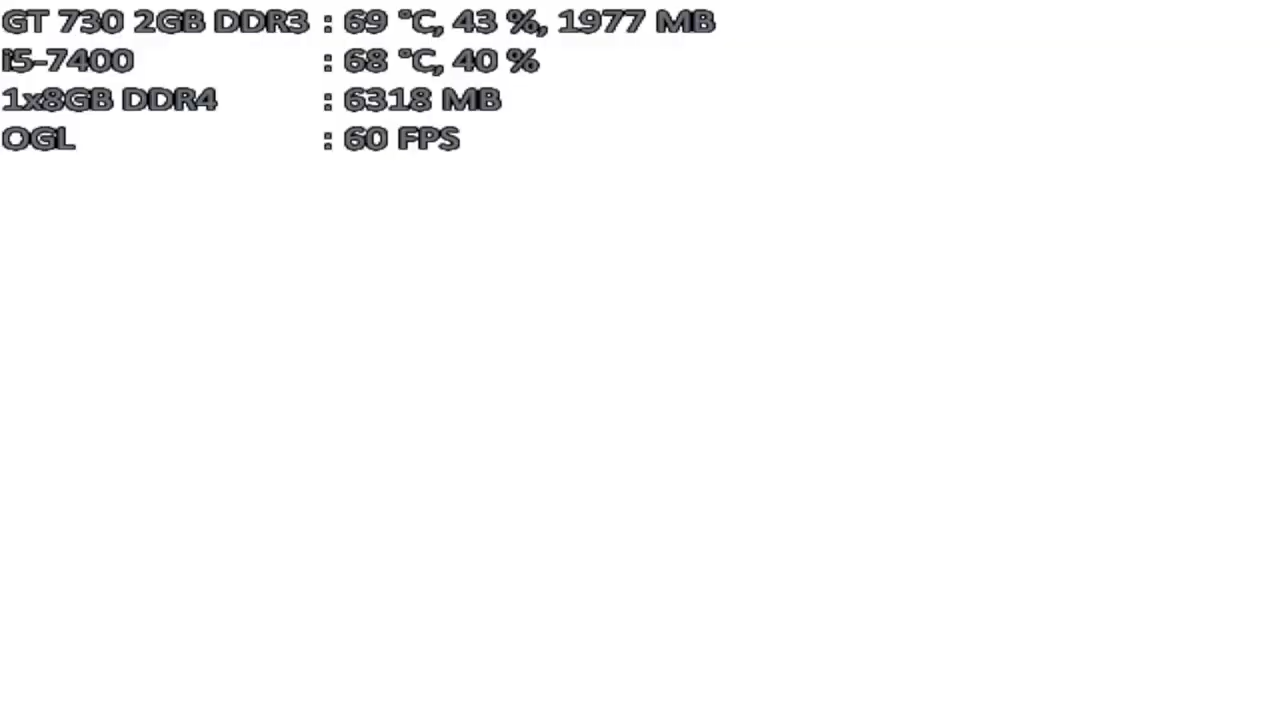 GT 730 2GB DDR3 : 69 °C, 43 %, 1977 MB
i5-7400 : 68 °C, 40 %
1x8GB DDR4 : 6318 MB
OGL : 60 FPS